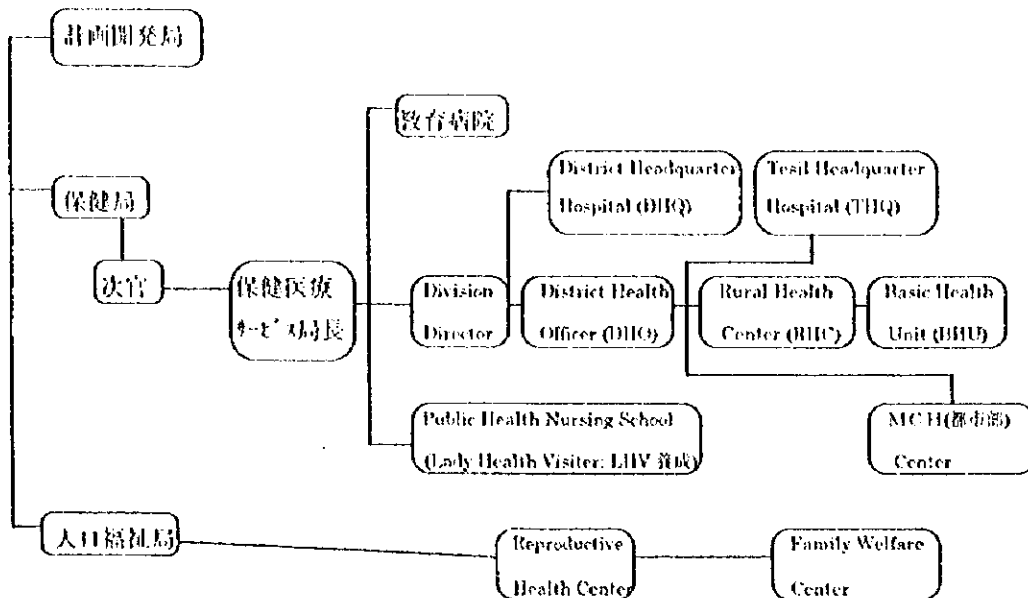 計画開発局
教育病院
District Headquarter
Hospital (DHQ)
Tesil Headquarter
Hospital (THQ)
保健局
次官
保健医療
ｻｰﾋﾞｽ局長
Division
Director
District Health
Officer (DHO)
Rural Health
Center (RHC)
Basic Health
Unit (BHU)
Public Health Nursing School
(Lady Health Visiter: LHV 養成)
MCH(都市部)
Center
人口福祉局
Reproductive
Health Center
Family Welfare
Center